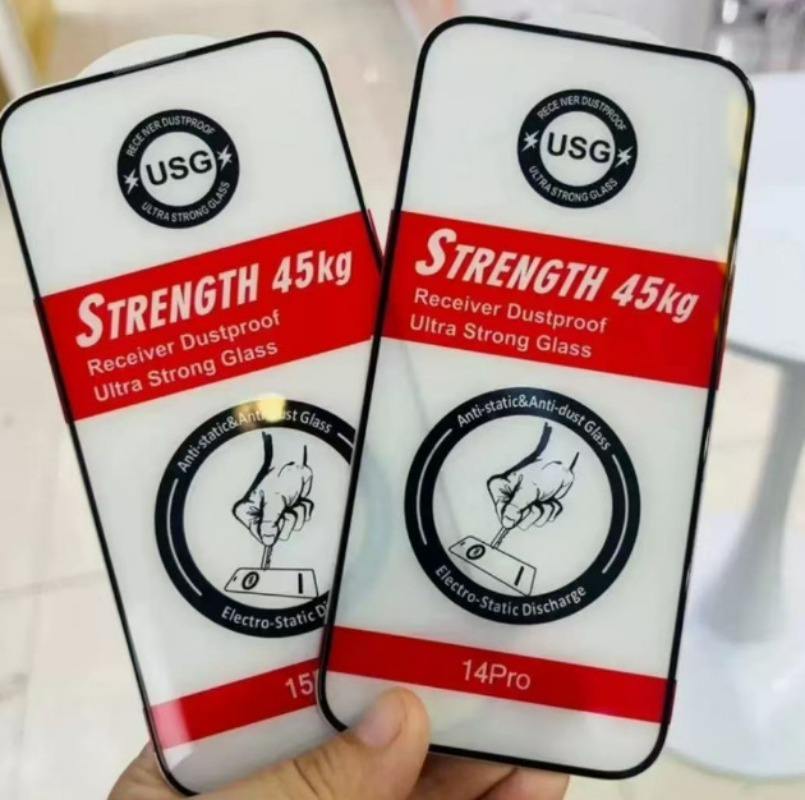 RECEIVER DUSTPROOF
USG
ULTRA STRONG GLASS
STRENGTH 45kg
Receiver Dustproof
Ultra Strong Glass
Anti-static&Anti-dust Glass
Electro-Static
15
RECEIVER DUSTPROOF
USG
ULTRA STRONG GLASS
STRENGTH 45kg
Receiver Dustproof
Ultra Strong Glass
Anti-static&Anti-dust Glass
Electro-Static Discharge
14Pro